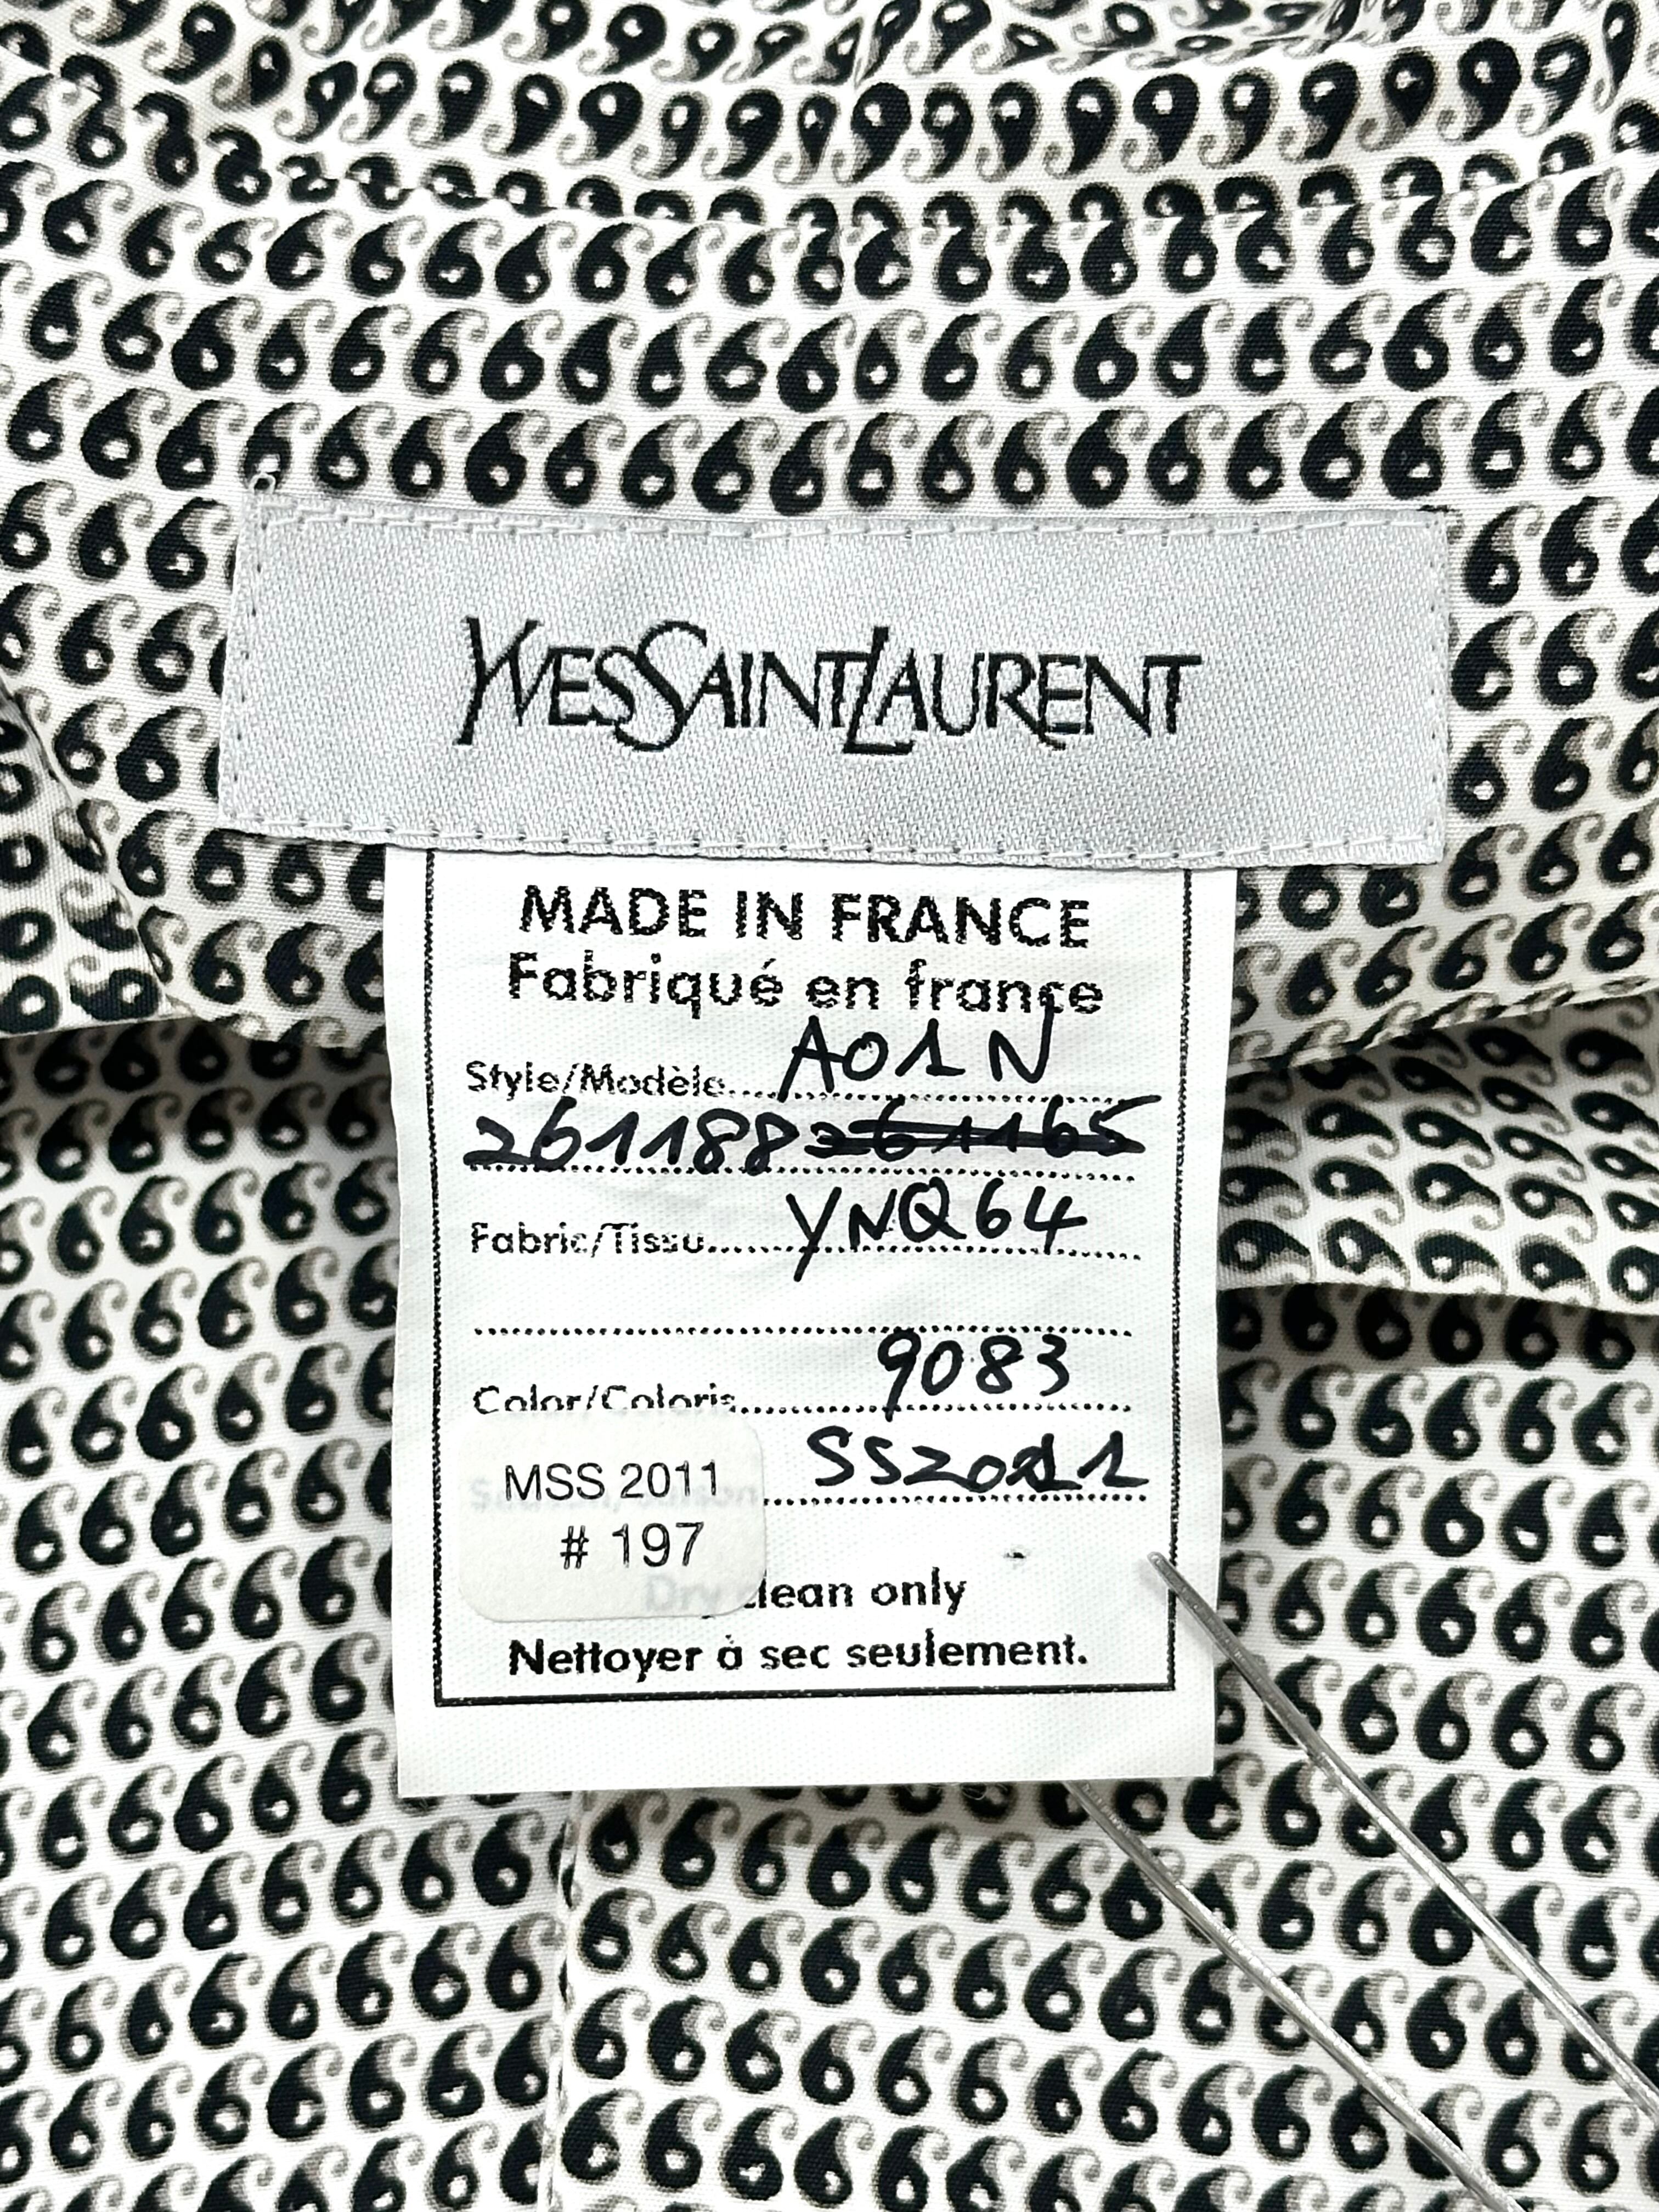 YVESSAINTLAURENT
MADE IN FRANCE
Fabriqué en france
Style/Modèle.... A01N
261188 261165
Fabric/Tissu....... YNQ64
Color/Coloris.......... 9083
SS2011
MSS 2011
# 197
Dry clean only
Nettoyer à sec seulement.